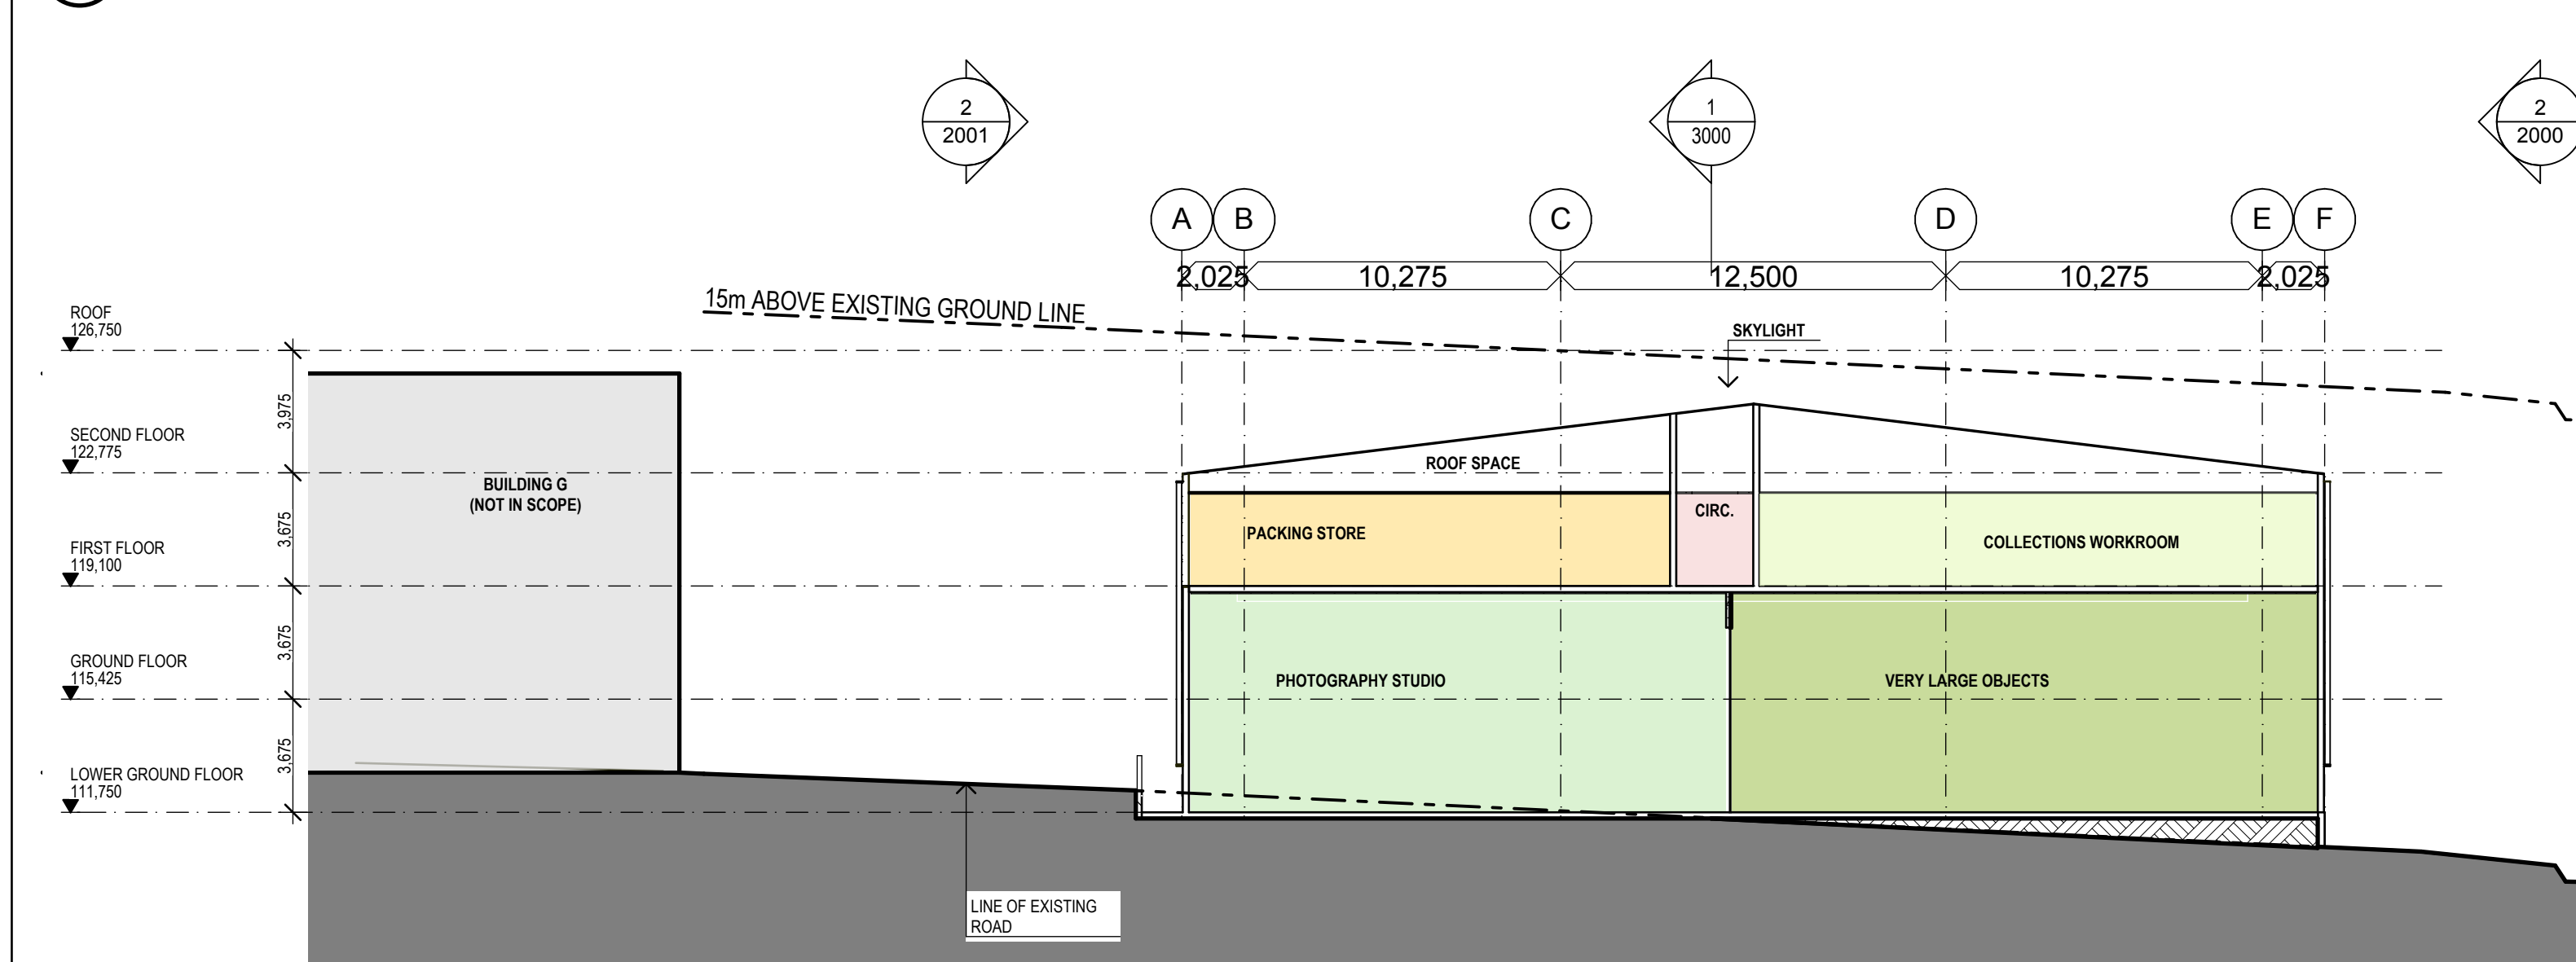 2
2001
1
3000
2
2000
A
B
C
D
E
F
2,025
10,275
12,500
10,275
2,025
15m ABOVE EXISTING GROUND LINE
SKYLIGHT
ROOF
126,750
3,975
SECOND FLOOR
122,775
3,675
FIRST FLOOR
119,100
3,675
GROUND FLOOR
115,425
3,675
LOWER GROUND FLOOR
111,750
BUILDING G
(NOT IN SCOPE)
ROOF SPACE
PACKING STORE
CIRC.
COLLECTIONS WORKROOM
PHOTOGRAPHY STUDIO
VERY LARGE OBJECTS
LINE OF EXISTING
ROAD